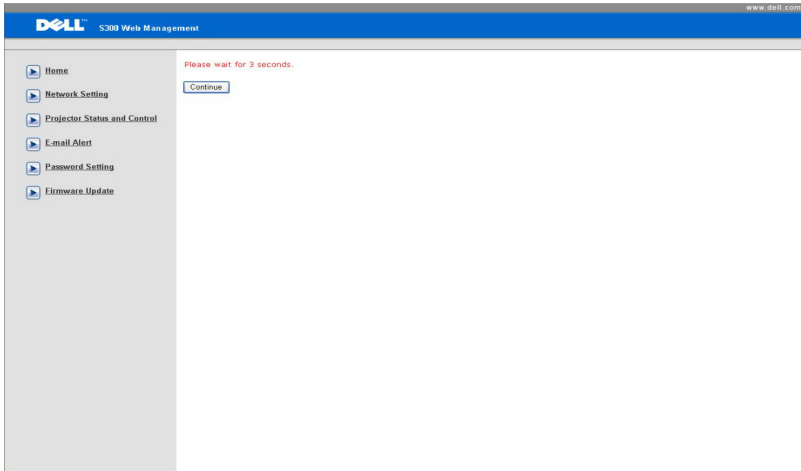 www.dell.com
DELL™ S300 Web Management
Home
Network Setting
Projector Status and Control
E-mail Alert
Password Setting
Firmware Update
Please wait for 3 seconds.
Continue